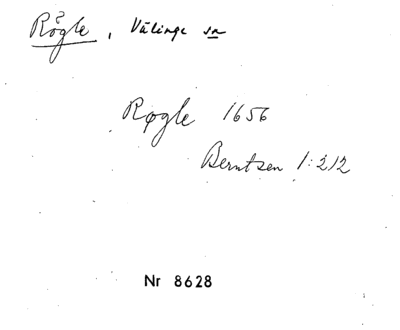 Rögle, Välinge sn
Røgle 1656
Berntsen 1:212
Nr 8628